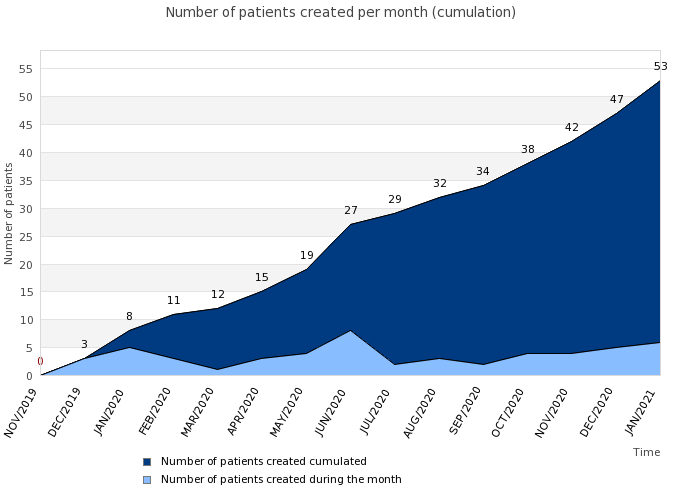 Number of patients created per month (cumulation)
Number of patients
55
50
45
40
35
30
25
20
15
10
5
0
0
3
8
11
12
15
19
27
29
32
34
38
42
47
53
NOV/2019
DEC/2019
JAN/2020
FEB/2020
MAR/2020
APR/2020
MAY/2020
JUN/2020
JUL/2020
AUG/2020
SEP/2020
OCT/2020
NOV/2020
DEC/2020
JAN/2021
Time
Number of patients created cumulated
Number of patients created during the month